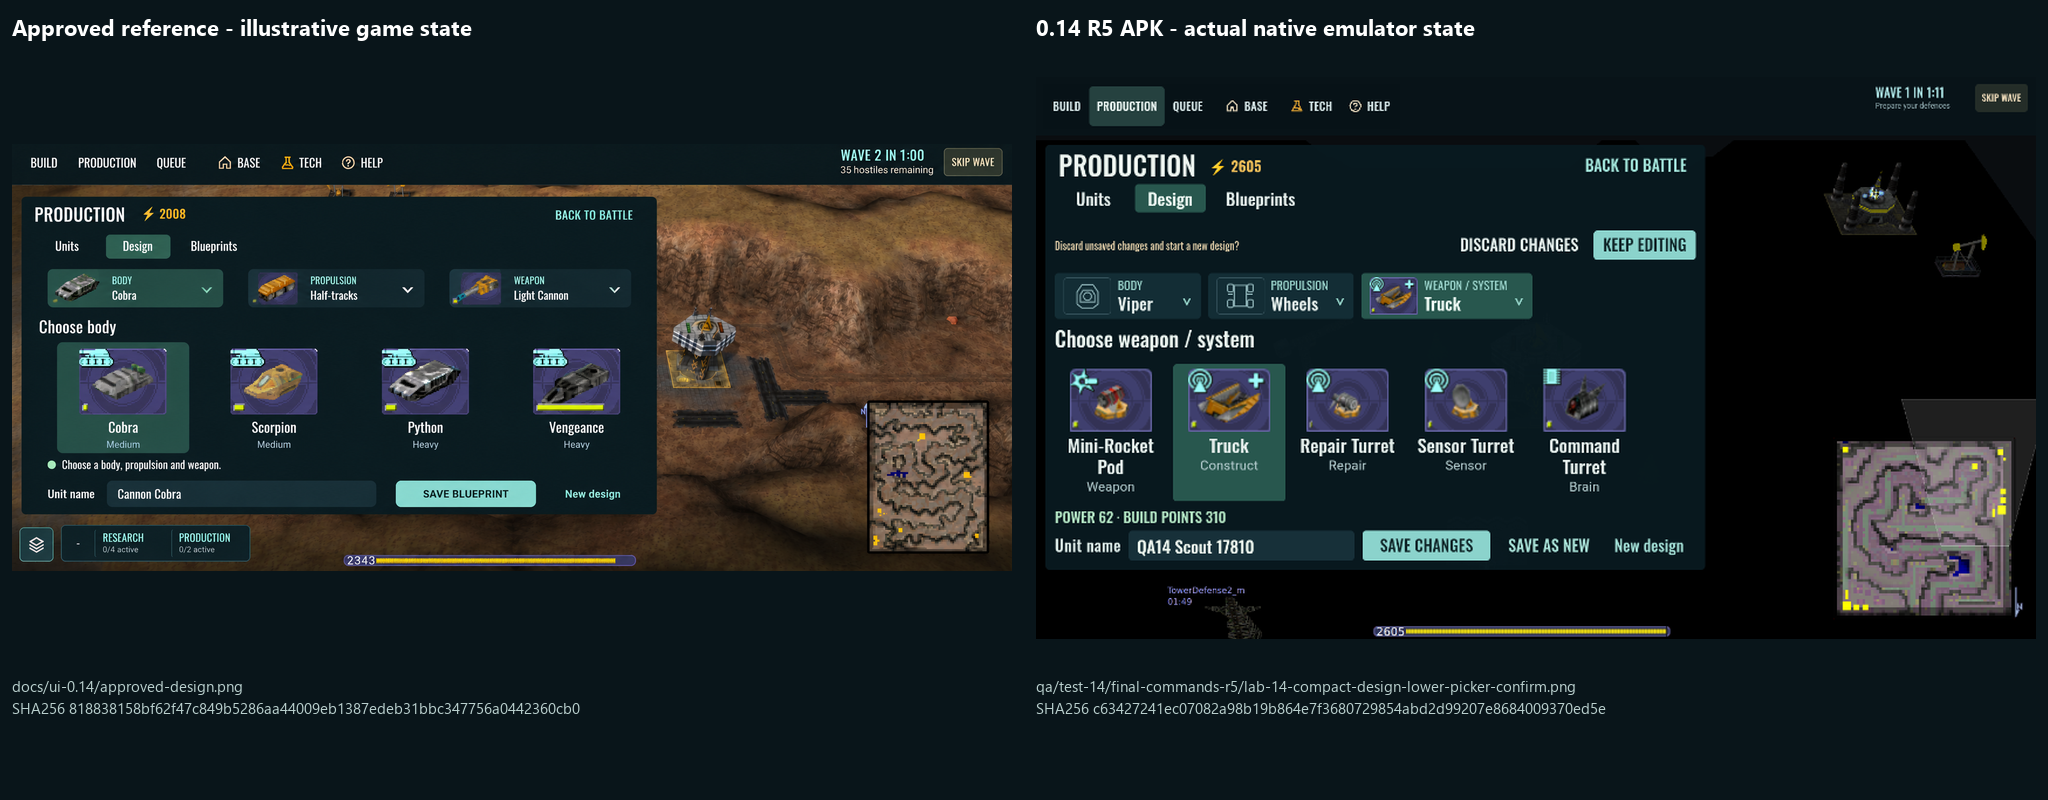 Approved reference - illustrative game state
BUILD PRODUCTION QUEUE BASE TECH HELP
WAVE 2 IN 1:00
35 hostiles remaining
SKIP WAVE
PRODUCTION 2008
BACK TO BATTLE
Units Design Blueprints
BODY
Cobra
PROPULSION
Half-tracks
WEAPON
Light Cannon
Choose body
Cobra
Medium
Scorpion
Medium
Python
Heavy
Vengeance
Heavy
Choose a body, propulsion and weapon.
Unit name Cannon Cobra SAVE BLUEPRINT New design
-
RESEARCH
0/4 active
PRODUCTION
0/2 active
2343
N
docs/ui-0.14/approved-design.png
SHA256 818838158bf62f47c849b5286aa44009eb1387edeb31bbc347756a0442360cb0
0.14 R5 APK - actual native emulator state
BUILD PRODUCTION QUEUE BASE TECH HELP
WAVE 1 IN 1:11
Prepare your defences
SKIP WAVE
PRODUCTION 2605
BACK TO BATTLE
Units Design Blueprints
Discard unsaved changes and start a new design?
DISCARD CHANGES KEEP EDITING
BODY
Viper
PROPULSION
Wheels
WEAPON / SYSTEM
Truck
Choose weapon / system
Mini-Rocket
Pod
Weapon
Truck
Construct
Repair Turret
Repair
Sensor Turret
Sensor
Command
Turret
Brain
POWER 62 · BUILD POINTS 310
Unit name QA14 Scout 17810 SAVE CHANGES SAVE AS NEW New design
TowerDefense2_m
01:49
2605
N
qa/test-14/final-commands-r5/lab-14-compact-design-lower-picker-confirm.png
SHA256 c63427241ec07082a98b19b864e7f3680729854abd2d99207e8684009370ed5e